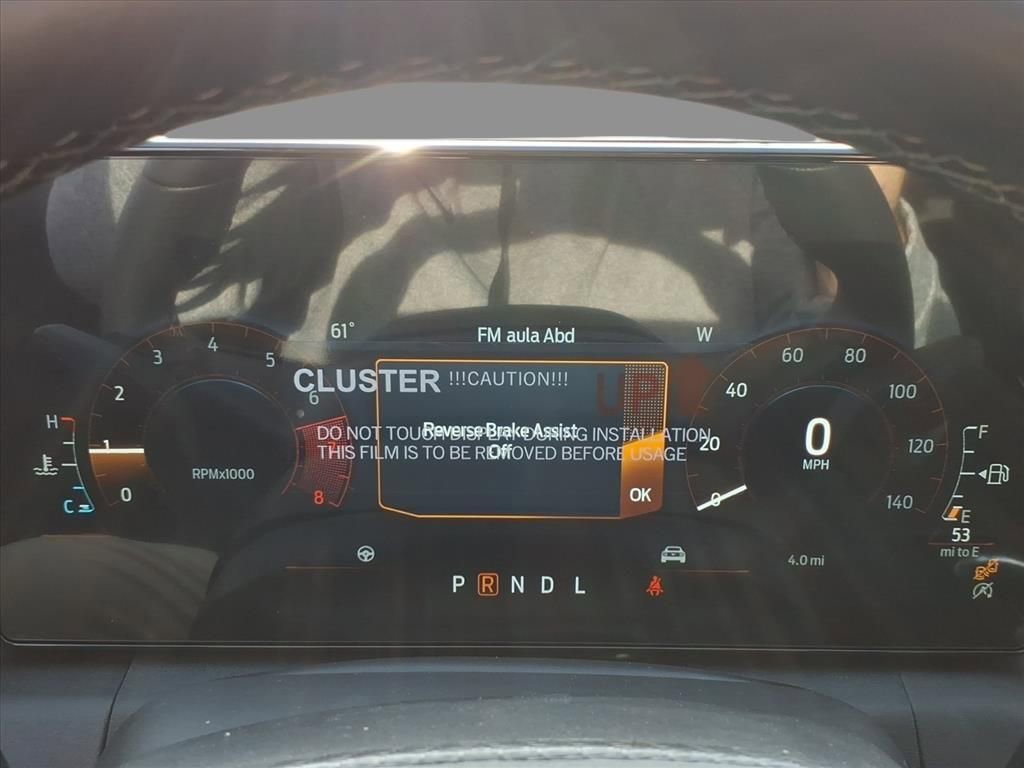 61° FM aula Abd W
CLUSTER !!!CAUTION!!! UP
Reverse Brake Assist
Off
DO NOT TOUCH DISPLAY DURING INSTALLATION
THIS FILM IS TO BE REMOVED BEFORE USAGE
OK
H
C
0 1 2 3 4 5 6 7 8
RPMx1000
0 20 40 60 80 100 120 140
0
MPH
F
E
53
mi to E
4.0 mi
P R N D L